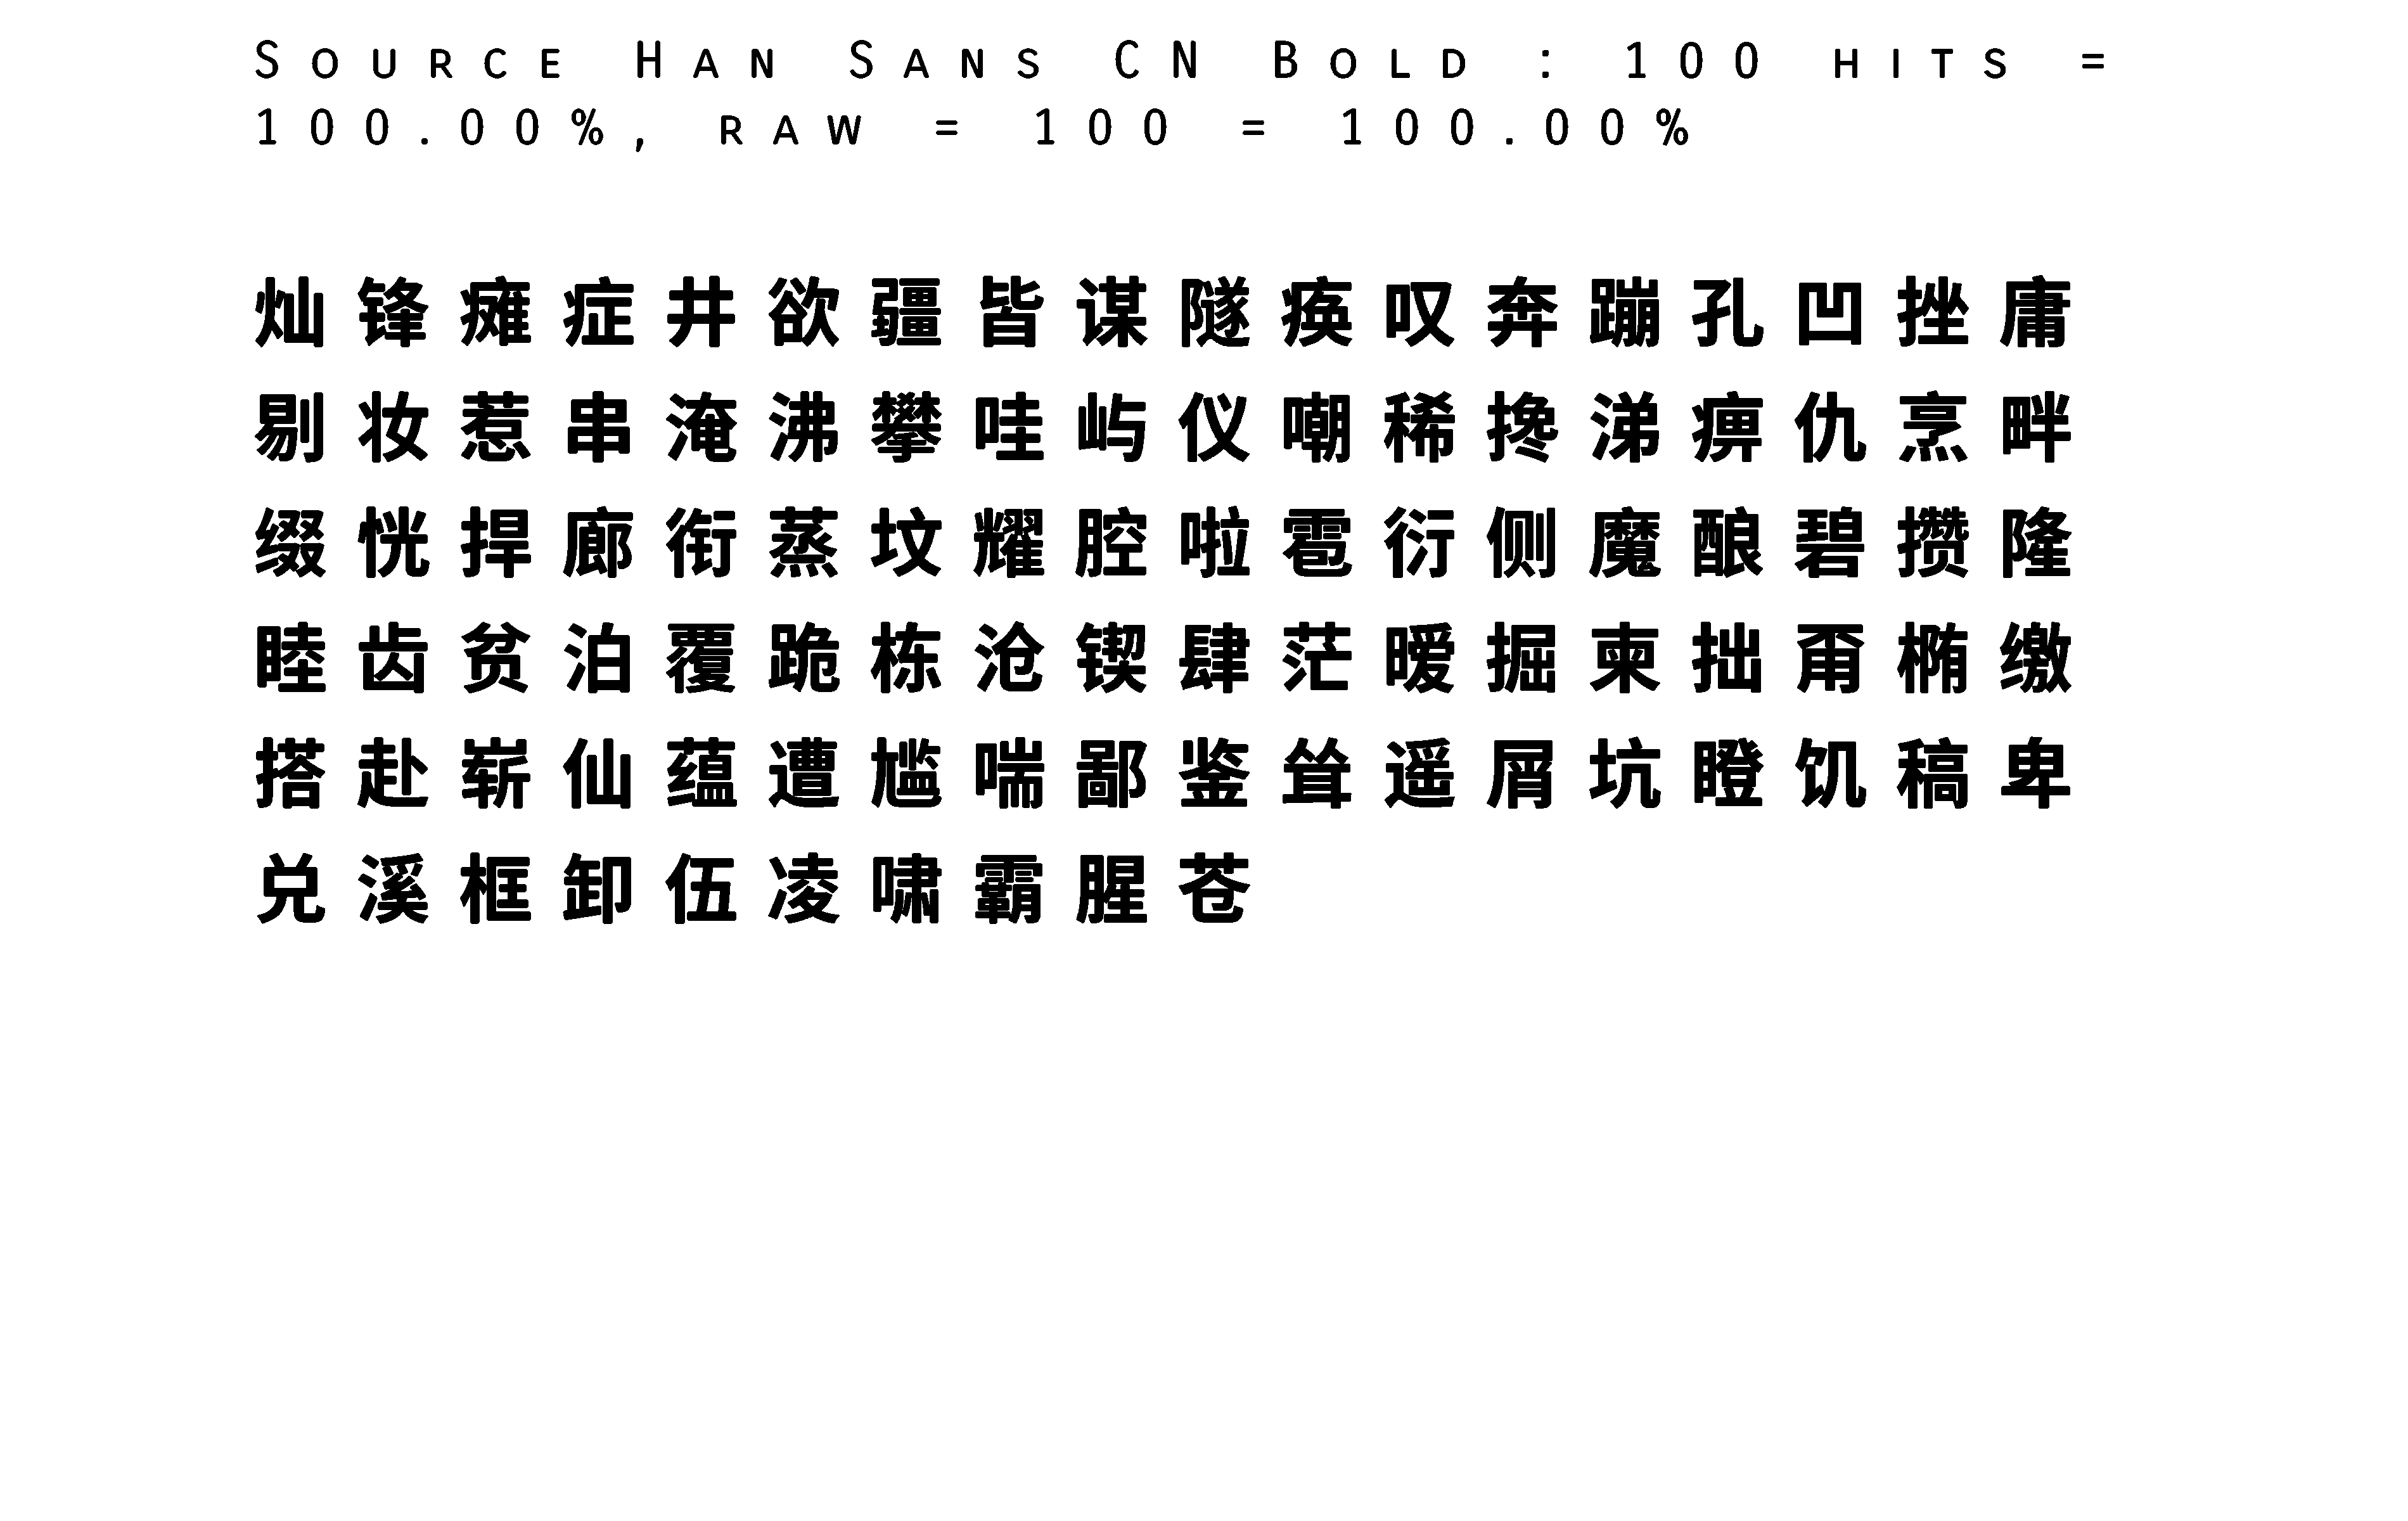 Source Han Sans CN Bold : 100 hits =
100.00%, raw = 100 = 100.00%
灿锋瘫症井欲疆皆谋隧痪叹奔蹦孔凹挫庸
剔妆惹串淹沸攀哇屿仪嘲稀搀涕痹仇烹畔
缀恍捍廊衔蒸坟耀腔啦雹衍侧魔酿碧攒隆
睦齿贫泊覆跪栋沧锲肆茫暧掘柬拙甭椭缴
搭赴崭仙蕴遭尴喘鄙鉴耸遥屑坑瞪饥稿卑
兑溪框卸伍凌啸霸腥苍